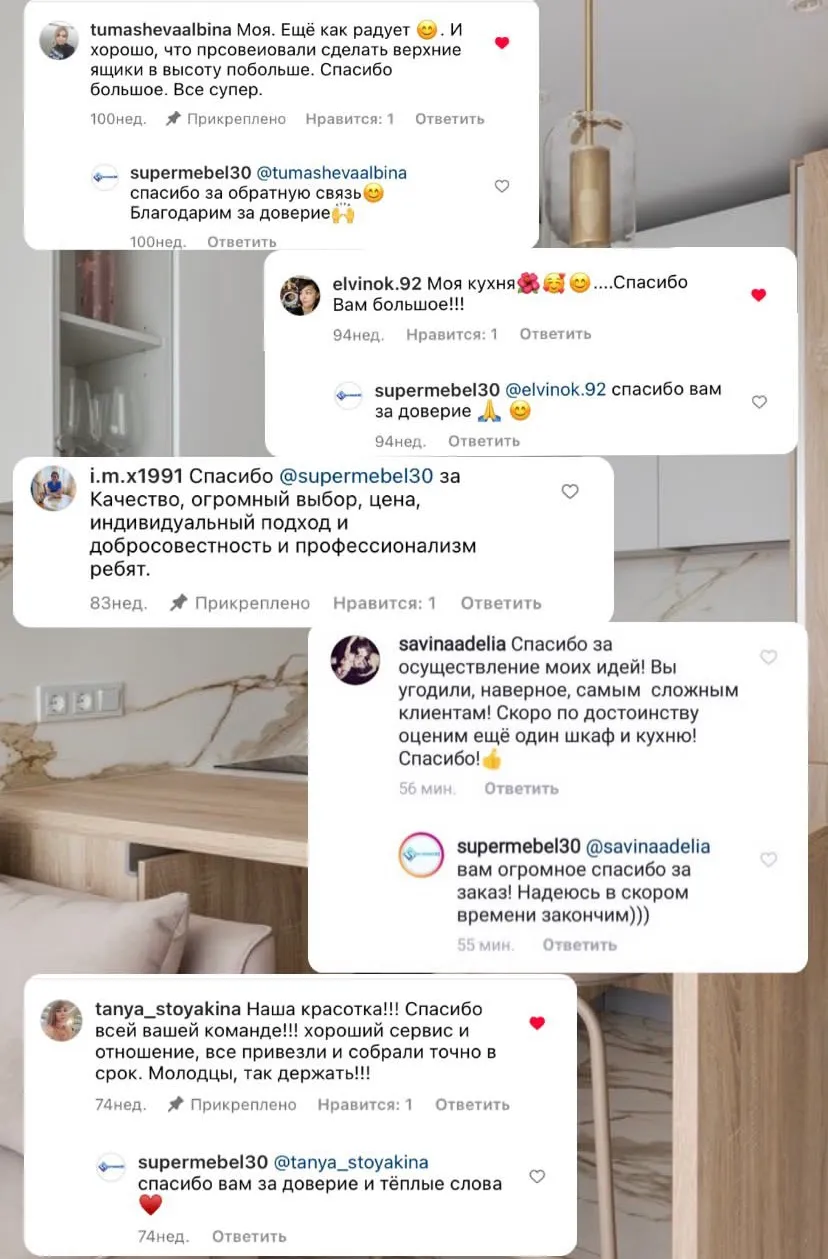 tumashevaalbina Моя. Ещё как радует 😊. И
хорошо, что прсовеиовали сделать верхние
ящики в высоту побольше. Спасибо
большое. Все супер.
100нед. Прикреплено Нравится: 1 Ответить
supermebel30 @tumashevaalbina
спасибо за обратную связь😊
Благодарим за доверие🙌
100нед. Ответить
elvinok.92 Моя кухня🌺🥰😊....Спасибо
Вам большое!!!
94нед. Нравится: 1 Ответить
supermebel30 @elvinok.92 спасибо вам
за доверие 🙏 😊
94нед. Ответить
i.m.x1991 Спасибо @supermebel30 за
Качество, огромный выбор, цена,
индивидуальный подход и
добросовестность и профессионализм
ребят.
83нед. Прикреплено Нравится: 1 Ответить
savinaadelia Спасибо за
осуществление моих идей! Вы
угодили, наверное, самым сложным
клиентам! Скоро по достоинству
оценим ещё один шкаф и кухню!
Спасибо!👍
56 мин. Ответить
supermebel30 @savinaadelia
вам огромное спасибо за
заказ! Надеюсь в скором
времени закончим)))
55 мин. Ответить
tanya_stoyakina Наша красотка!!! Спасибо
всей вашей команде!!! хороший сервис и
отношение, все привезли и собрали точно в
срок. Молодцы, так держать!!!
74нед. Прикреплено Нравится: 1 Ответить
supermebel30 @tanya_stoyakina
спасибо вам за доверие и тёплые слова
♥️
74нед. Ответить